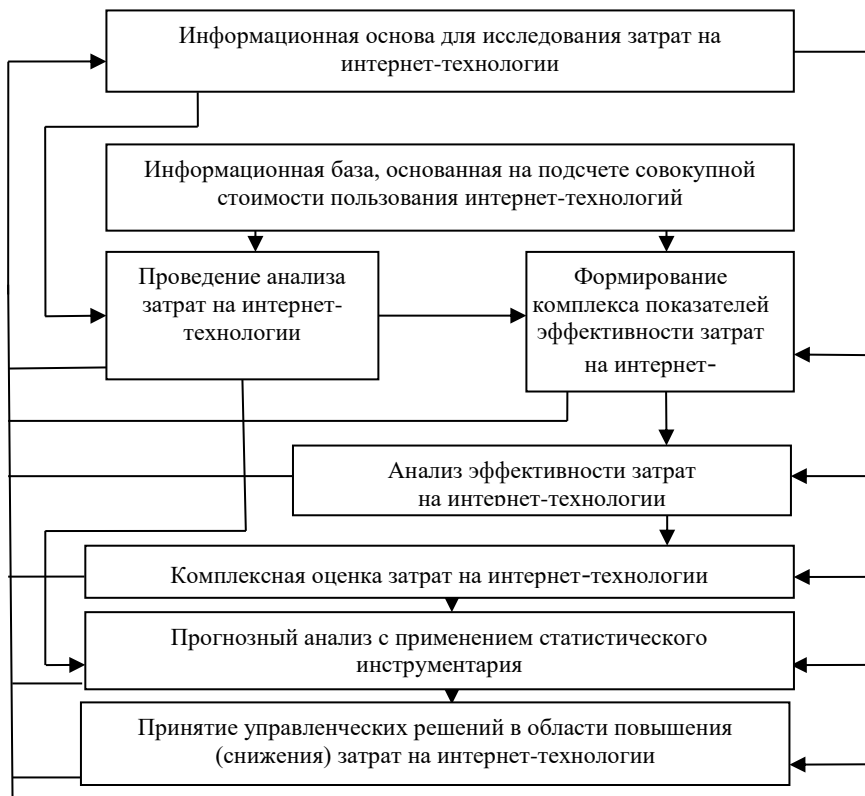 Информационная основа для исследования затрат на
интернет-технологии
Информационная база, основанная на подсчете совокупной
стоимости пользования интернет-технологий
Проведение анализа
затрат на интернет-
технологии
Формирование
комплекса показателей
эффективности затрат
на интернет-
Анализ эффективности затрат
на интернет-технологии
Комплексная оценка затрат на интернет-технологии
Прогнозный анализ с применением статистического
инструментария
Принятие управленческих решений в области повышения
(снижения) затрат на интернет-технологии